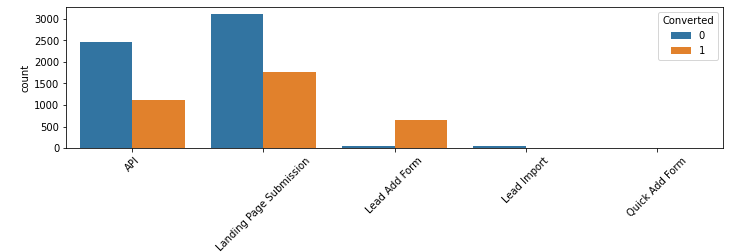 3000
2500
2000
1500
1000
500
0
count
Converted
0
1
API
Landing Page Submission
Lead Add Form
Lead Import
Quick Add Form